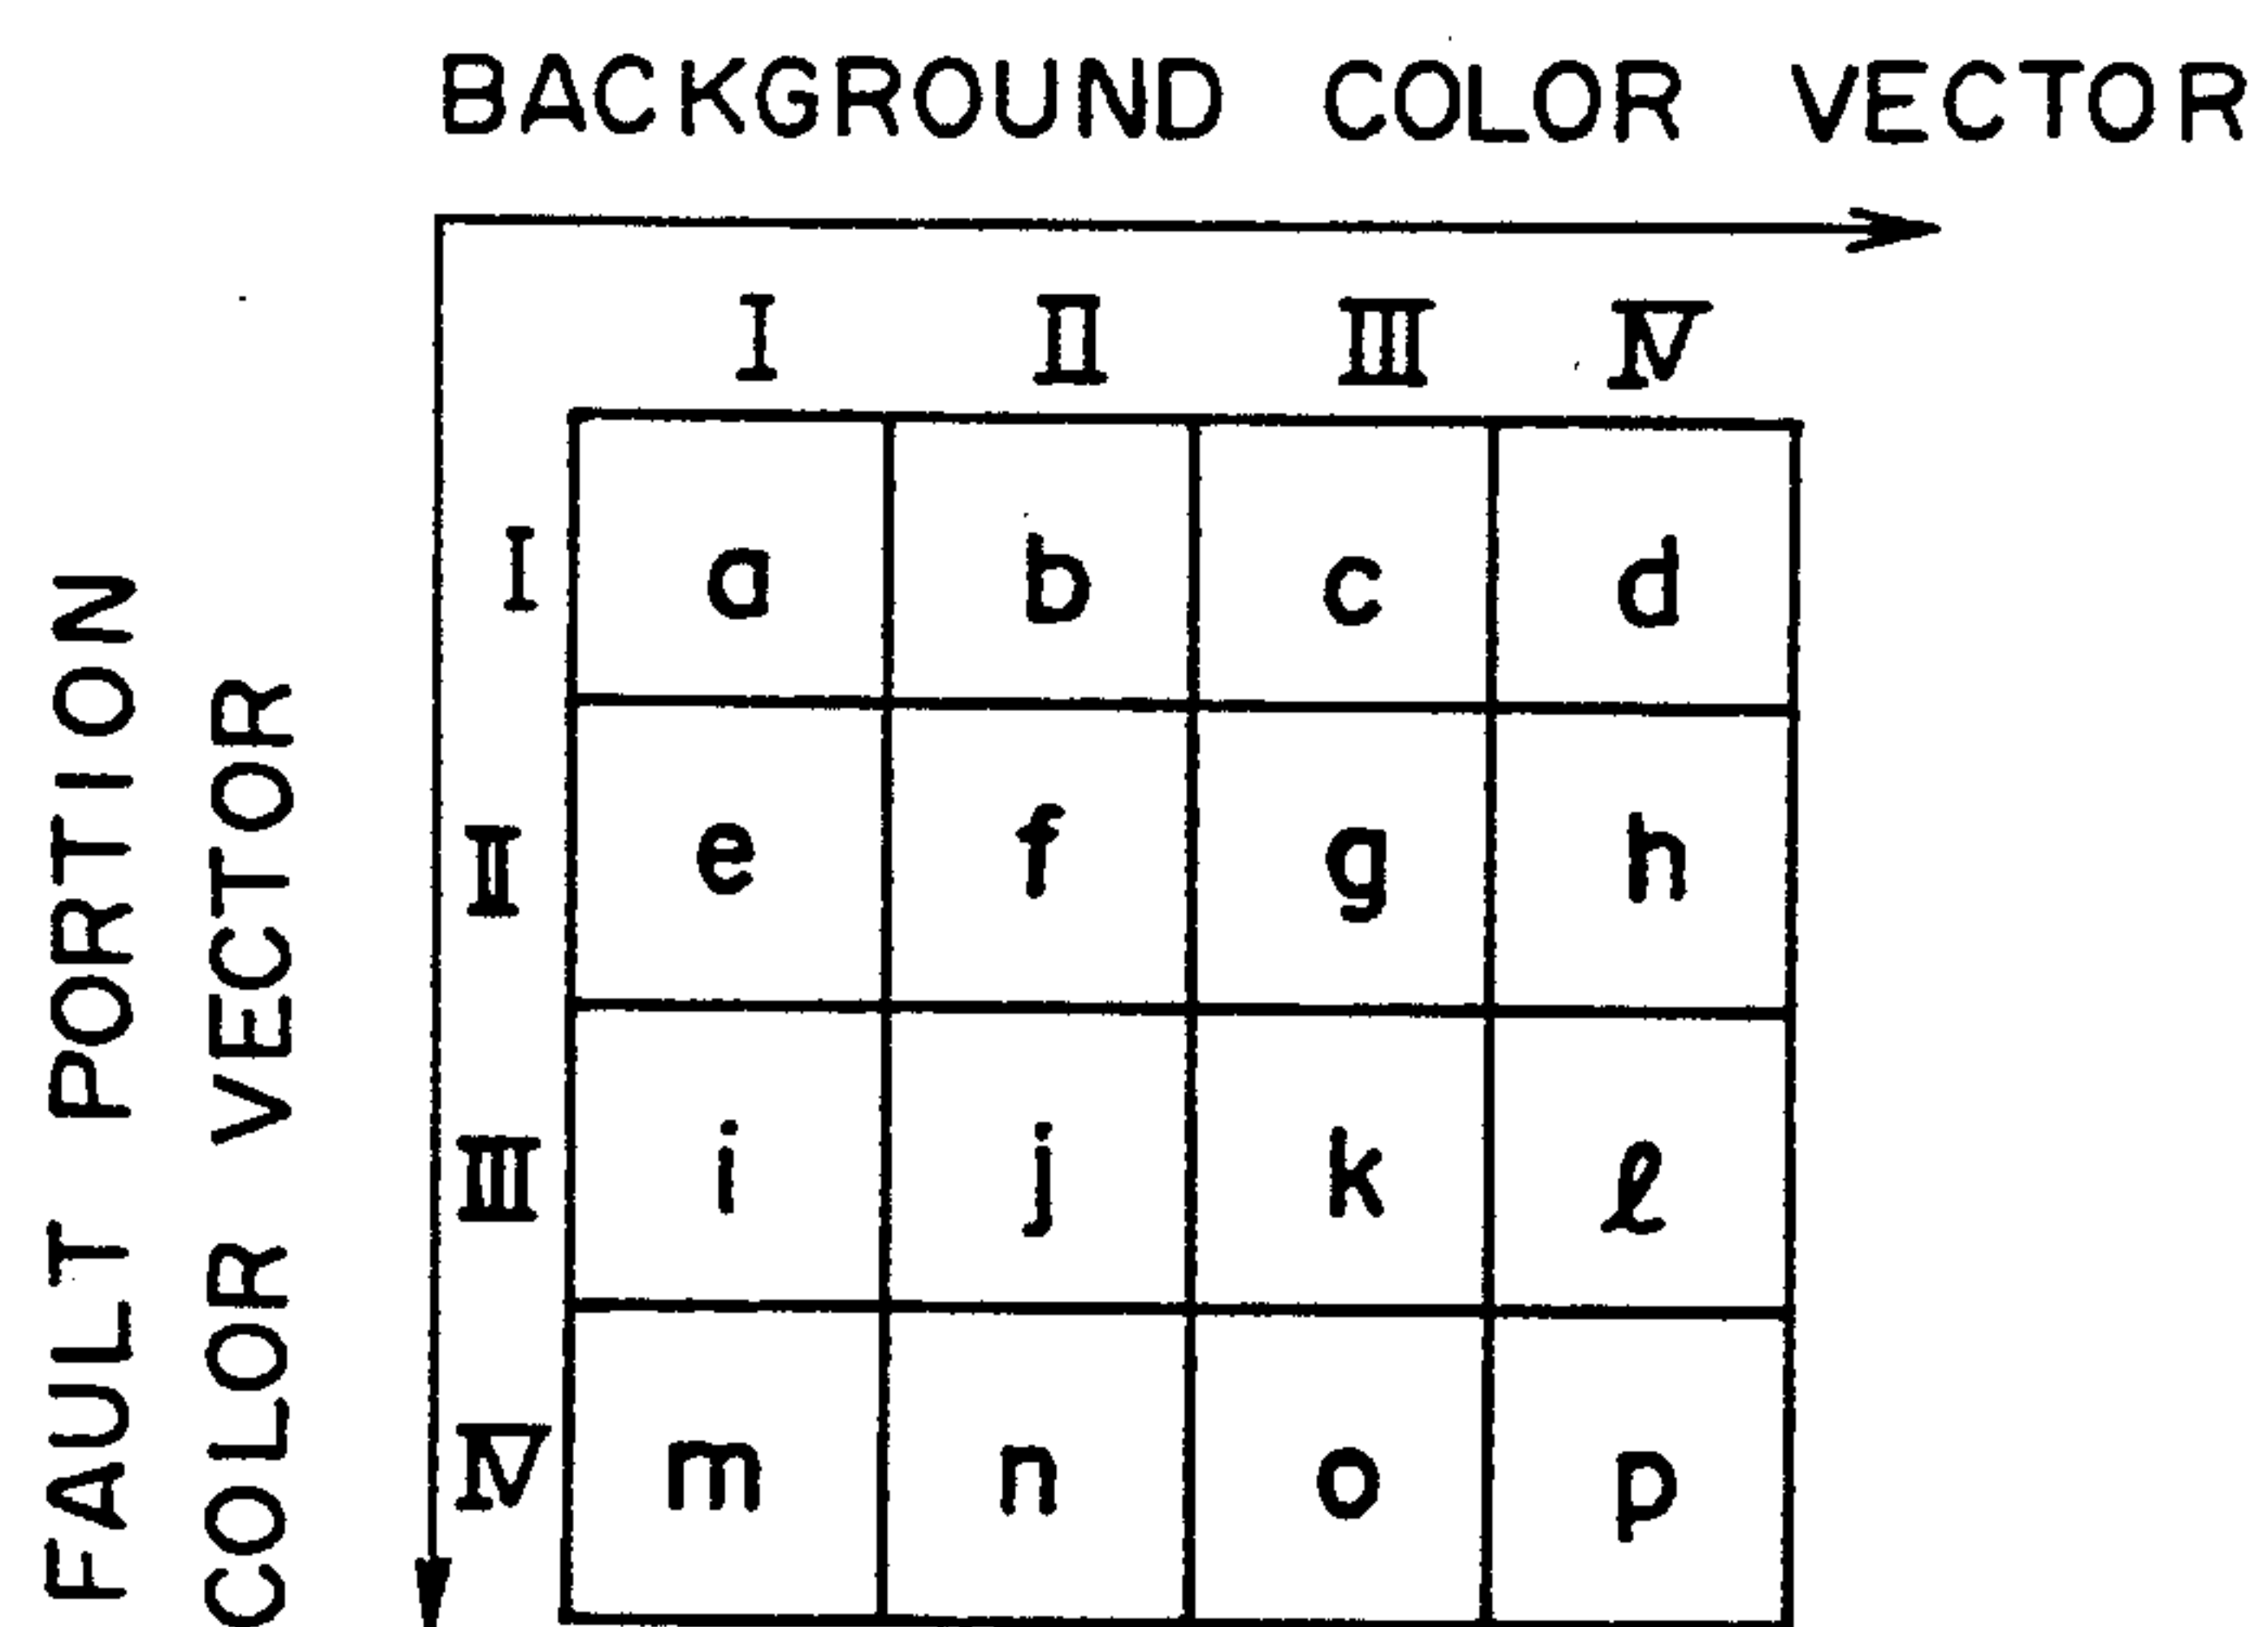 BACKGROUND COLOR VECTOR
I II III IV
FAULT PORTION
COLOR VECTOR
I a b c d
II e f g h
III i j k ℓ
IV m n o p